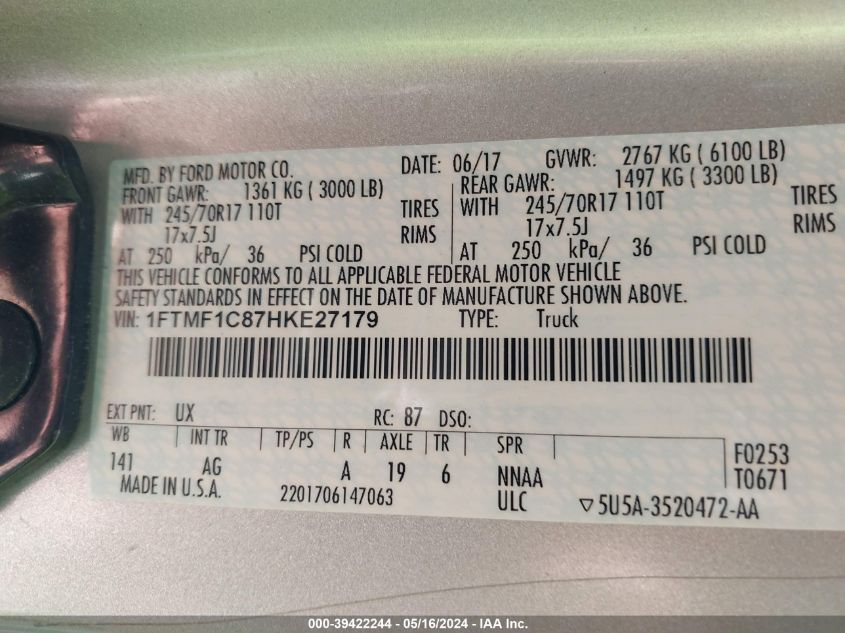 MFD. BY FORD MOTOR CO. DATE: 06/17 GVWR: 2767 KG ( 6100 LB)
FRONT GAWR: 1361 KG ( 3000 LB) REAR GAWR: 1497 KG ( 3300 LB)
WITH 245/70R17 110T TIRES WITH 245/70R17 110T TIRES
17x7.5J RIMS 17x7.5J RIMS
AT 250 kPa/ 36 PSI COLD AT 250 kPa/ 36 PSI COLD
THIS VEHICLE CONFORMS TO ALL APPLICABLE FEDERAL MOTOR VEHICLE
SAFETY STANDARDS IN EFFECT ON THE DATE OF MANUFACTURE SHOWN ABOVE.
VIN: 1FTMF1C87HKE27179 TYPE: Truck
EXT PNT: UX RC: 87 DSO:
WB INT TR TP/PS R AXLE TR SPR F0253
141 AG A 19 6 NNAA T0671
MADE IN U.S.A. 2201706147063 ULC ▽5U5A-3520472-AA
000-39422244 - 05/16/2024 - IAA Inc.